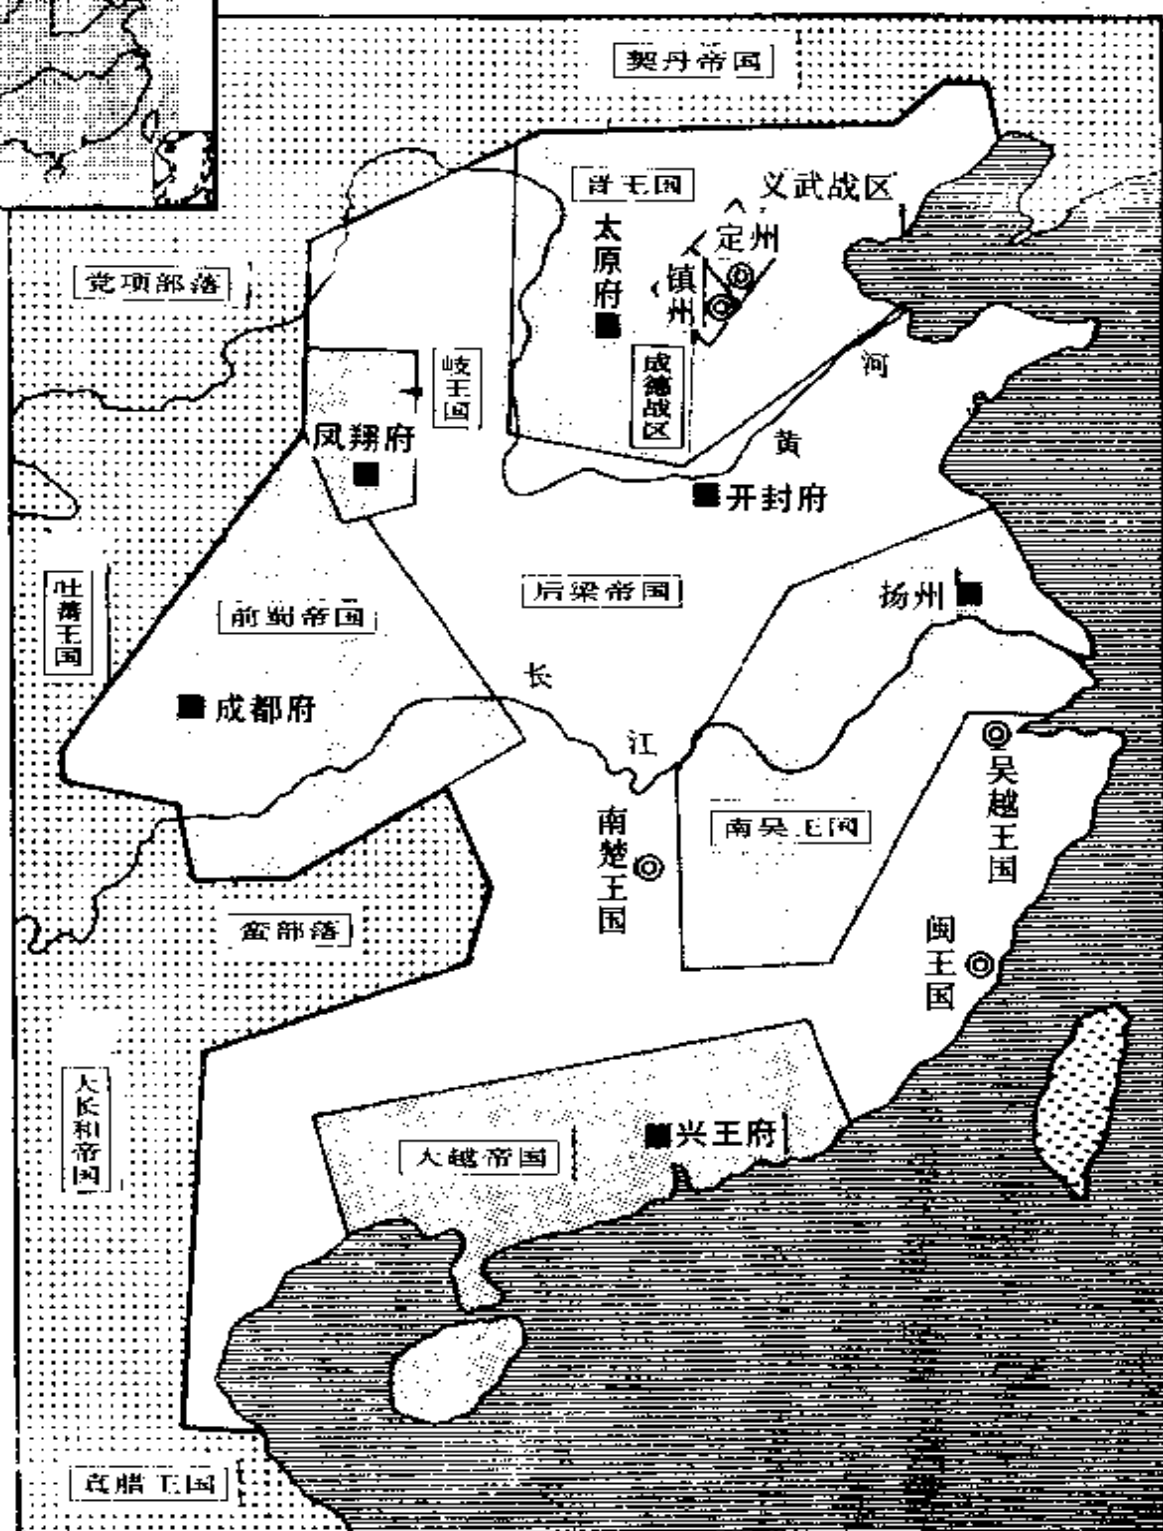 契丹帝国
晋王国
义武战区
太原府
定州
镇州
党项部落
成德战区
河
岐王国
凤翔府
黄
开封府
吐蕃王国
前蜀帝国
后梁帝国
扬州
长
成都府
江
吴越王国
南楚王国
南吴王国
蛮部落
闽王国
大长和帝国
大越帝国
兴王府
真腊王国